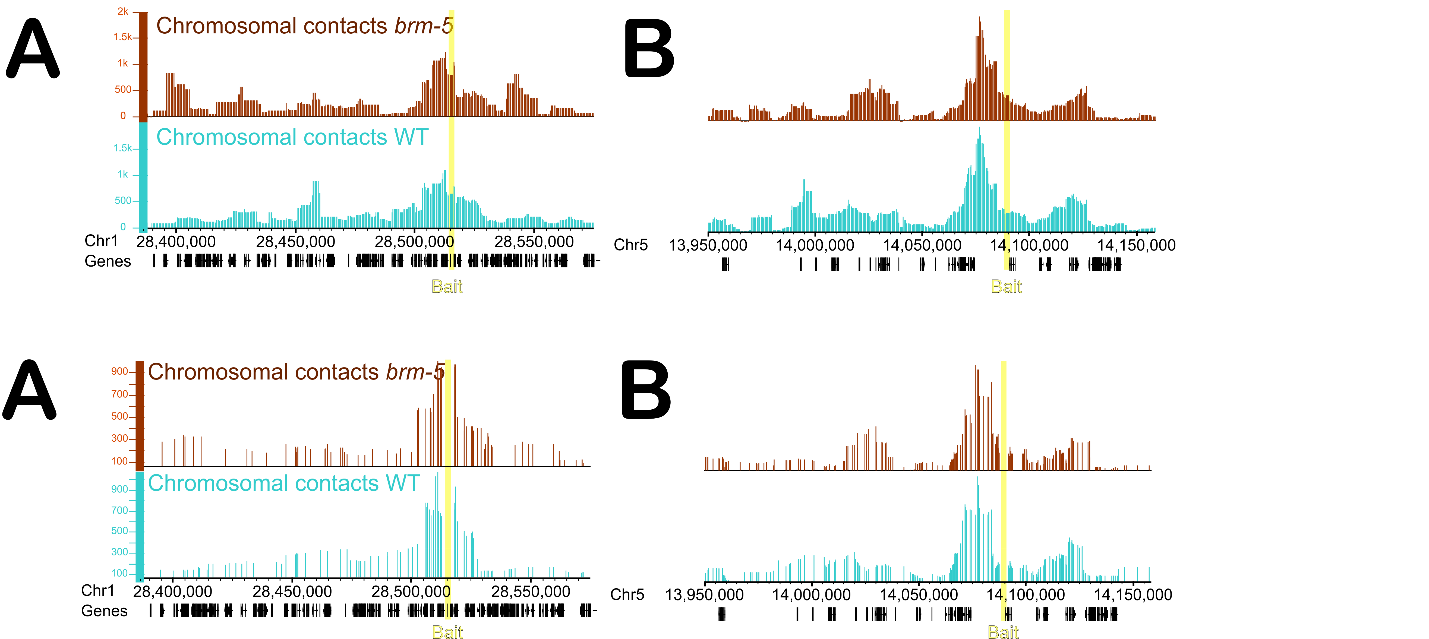 A
B
2k
Chromosomal contacts brm-5
1.5k
1k
500
0
Chromosomal contacts WT
1.5k
1k
500
0
Chr1
28,400,000 28,450,000 28,500,000 28,550,000
Genes
Bait
Chr5 13,950,000 14,000,000 14,050,000 14,100,000 14,150,000
Bait
A
B
Chromosomal contacts brm-5
900
700
500
300
100
Chromosomal contacts WT
900
700
500
300
100
Chr1
28,400,000 28,450,000 28,500,000 28,550,000
Genes
Bait
Chr5 13,950,000 14,000,000 14,050,000 14,100,000 14,150,000
Bait